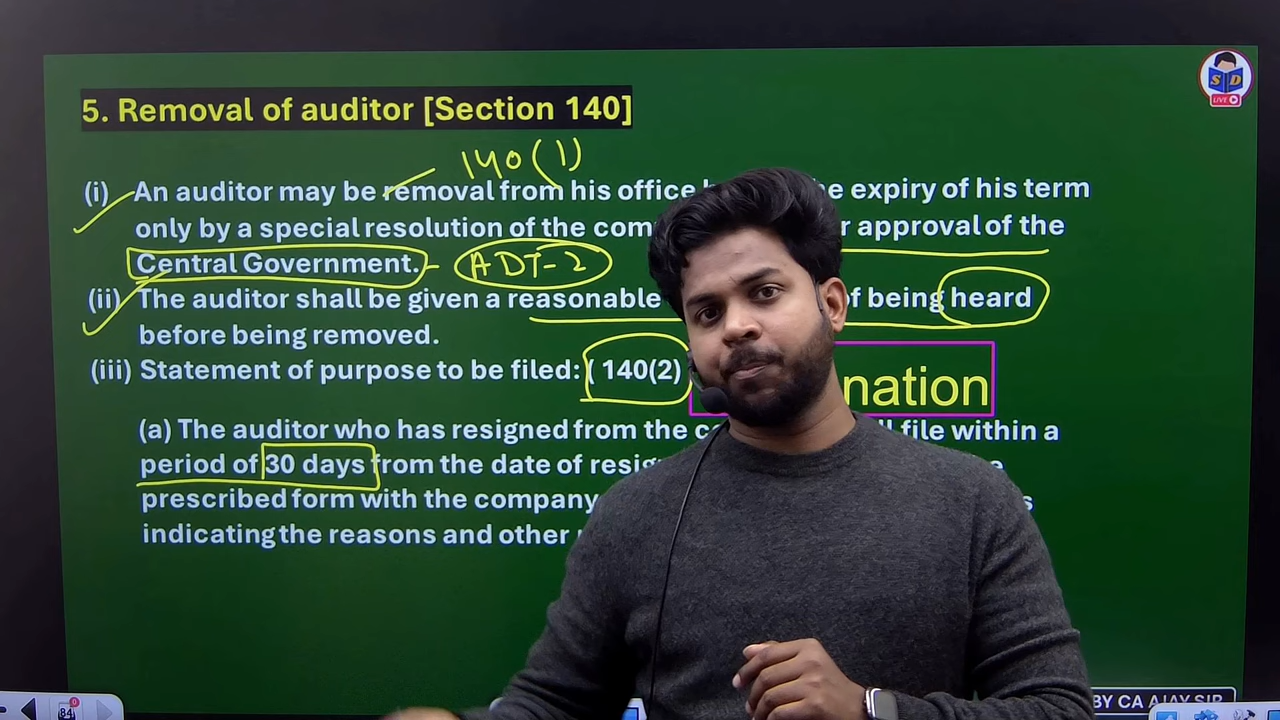 5. Removal of auditor [Section 140]
140(1)
(i) An auditor may be removal from his office he expiry of his term
only by a special resolution of the com r approval of the
Central Government. - ADT-2
(ii) The auditor shall be given a reasonable of being heard
before being removed.
(iii) Statement of purpose to be filed: ( 140(2)
nation
(a) The auditor who has resigned from the c ll file within a
period of 30 days from the date of resig
prescribed form with the company s
indicating the reasons and other
S D
LIVE
84
BY CA AJAY SIR